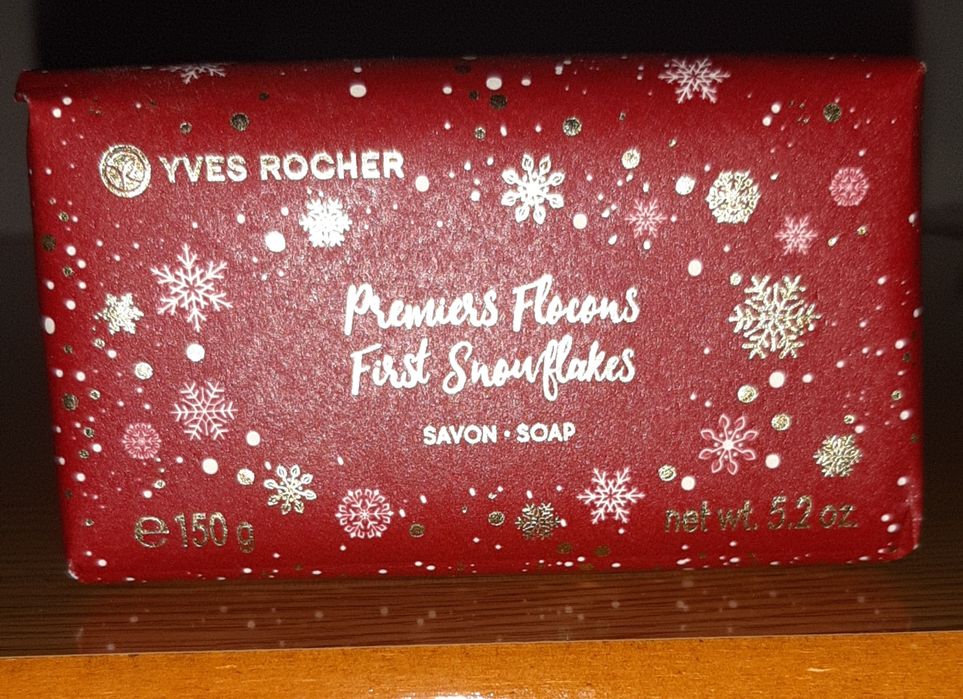 YVES ROCHER
Premiers Flocons
First Snowflakes
SAVON • SOAP
℮ 150 g
net wt. 5.2 oz.